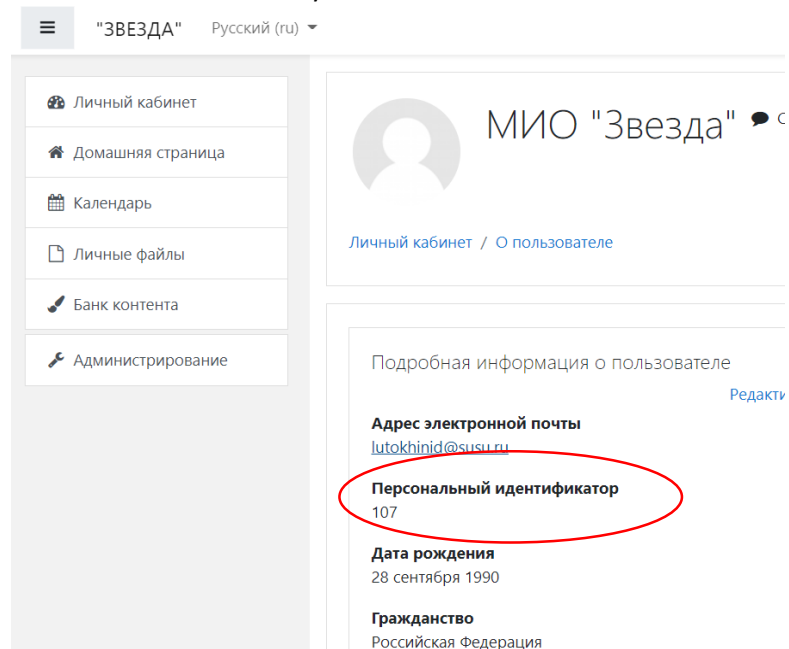 "ЗВЕЗДА" Русский (ru)
Личный кабинет
Домашняя страница
Календарь
Личные файлы
Банк контента
Администрирование
МИО "Звезда"
Личный кабинет / О пользователе
Подробная информация о пользователе
Адрес электронной почты
lutokhinid@susu.ru
Персональный идентификатор
107
Дата рождения
28 сентября 1990
Гражданство
Российская Федерация